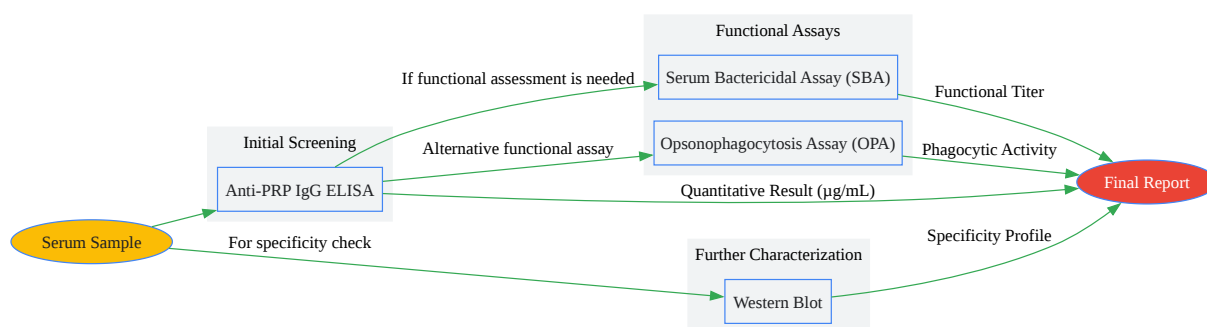 Functional Assays
If functional assessment is needed
Serum Bactericidal Assay (SBA)
Functional Titer
Initial Screening
Alternative functional assay
Opsonophagocytosis Assay (OPA)
Phagocytic Activity
Anti-PRP IgG ELISA
Quantitative Result (µg/mL)
Final Report
Serum Sample
For specificity check
Specificity Profile
Further Characterization
Western Blot